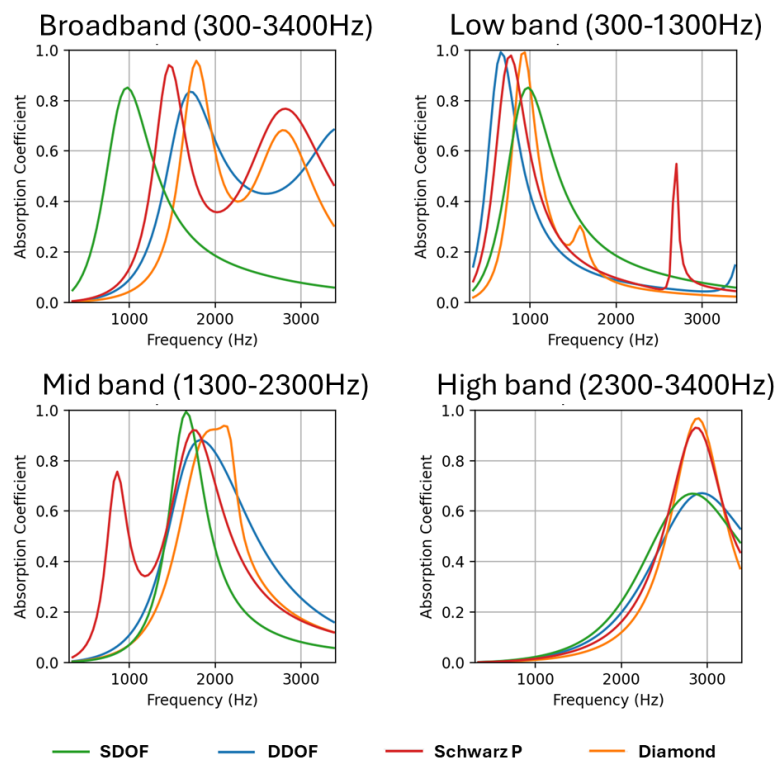 Broadband (300-3400Hz)
Low band (300-1300Hz)
1.0
0.8
0.6
0.4
0.2
0.0
Absorption Coefficient
1000
2000
3000
Frequency (Hz)
1.0
0.8
0.6
0.4
0.2
0.0
Absorption Coefficient
1000
2000
3000
Frequency (Hz)
Mid band (1300-2300Hz)
High band (2300-3400Hz)
1.0
0.8
0.6
0.4
0.2
0.0
Absorption Coefficient
1000
2000
3000
Frequency (Hz)
1.0
0.8
0.6
0.4
0.2
0.0
Absorption Coefficient
1000
2000
3000
Frequency (Hz)
SDOF
DDOF
Schwarz P
Diamond